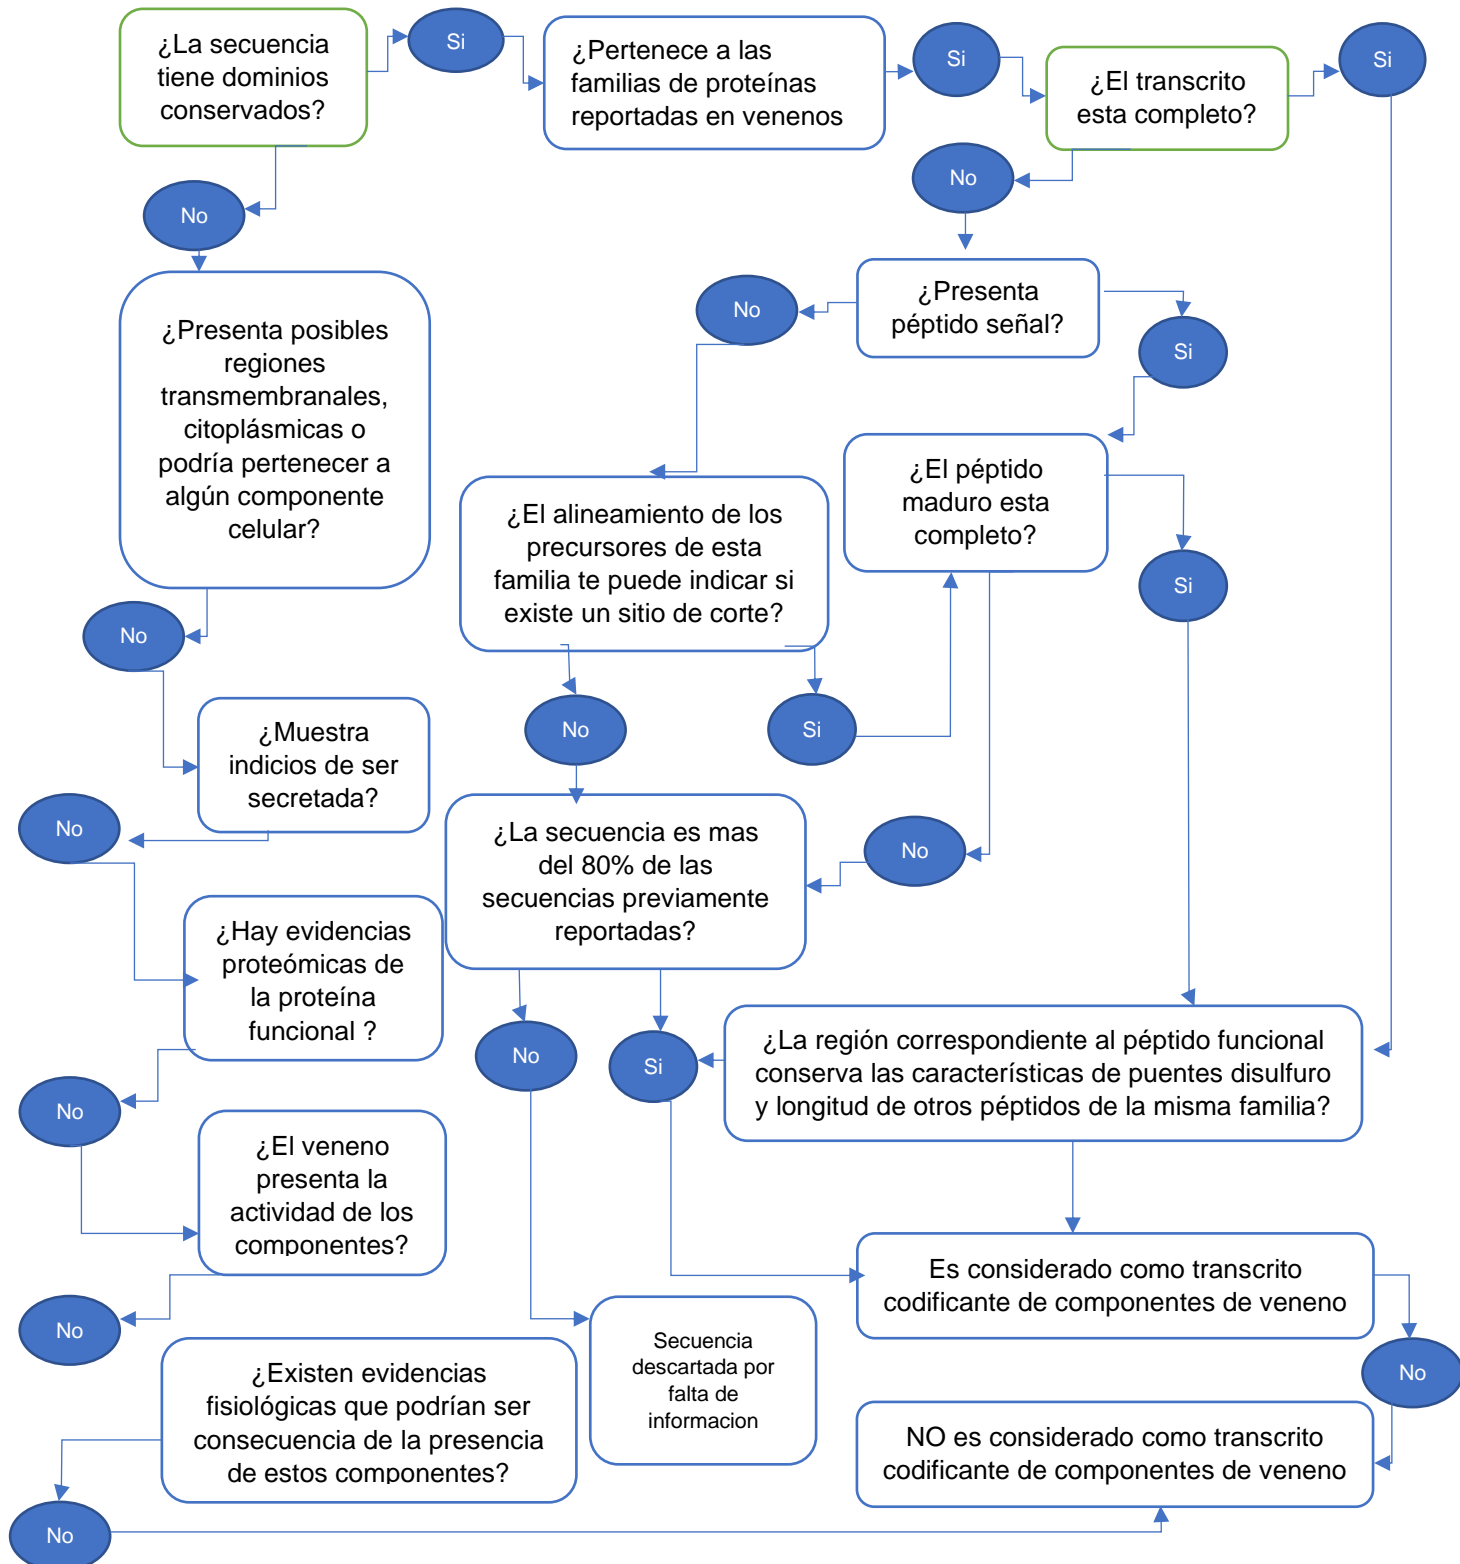 ¿La secuencia
tiene dominios
conservados?
Si
¿Pertenece a las
familias de proteínas
reportadas en venenos
Si
¿El transcrito
esta completo?
Si
No
No
¿Presenta
péptido señal?
No
Si
¿Presenta posibles
regiones
transmembranales,
citoplásmicas o
podría pertenecer a
algún componente
celular?
¿El péptido
maduro esta
completo?
¿El alineamiento de los
precursores de esta
familia te puede indicar si
existe un sitio de corte?
Si
No
No
Si
¿Muestra
indicios de ser
secretada?
No
¿La secuencia es mas
del 80% de las
secuencias previamente
reportadas?
No
¿Hay evidencias
proteómicas de
la proteína
funcional ?
No
Si
¿La región correspondiente al péptido funcional
conserva las características de puentes disulfuro
y longitud de otros péptidos de la misma familia?
No
¿El veneno
presenta la
actividad de los
componentes?
Es considerado como transcrito
codificante de componentes de veneno
No
Secuencia
descartada por
falta de
informacion
No
¿Existen evidencias
fisiológicas que podrían ser
consecuencia de la presencia
de estos componentes?
NO es considerado como transcrito
codificante de componentes de veneno
No